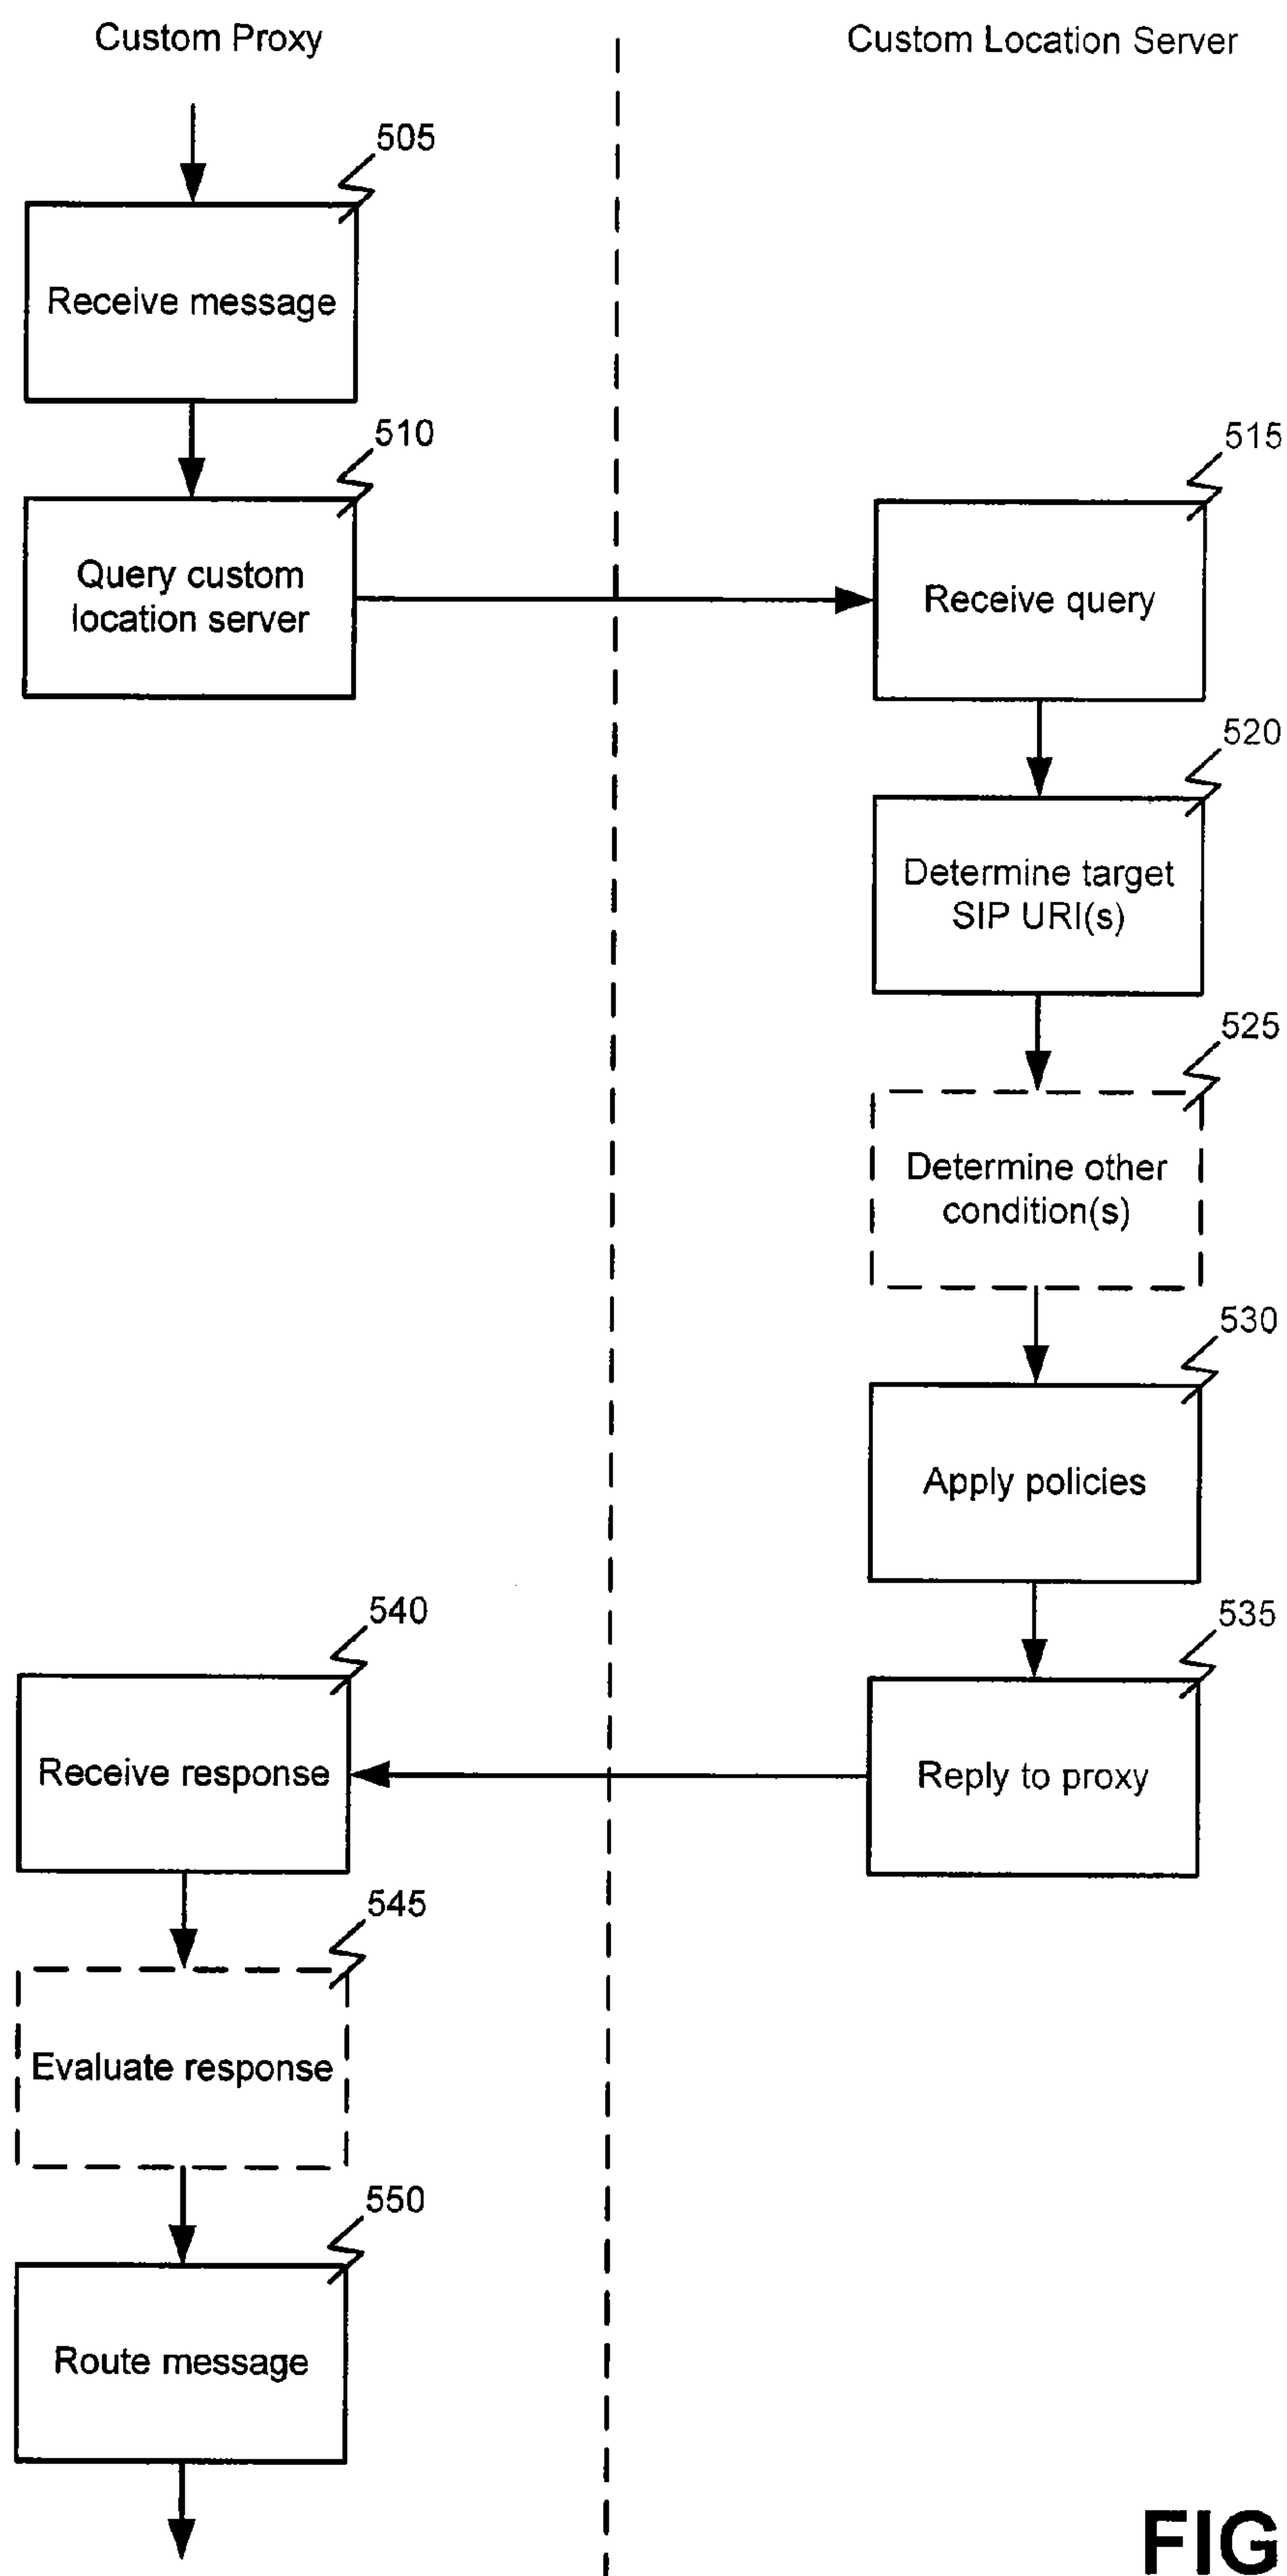 Custom Proxy
Custom Location Server
505
Receive message
510
515
Query custom
location server
Receive query
520
Determine target
SIP URI(s)
525
Determine other
condition(s)
530
Apply policies
540
535
Receive response
Reply to proxy
545
Evaluate response
550
Route message
FIG